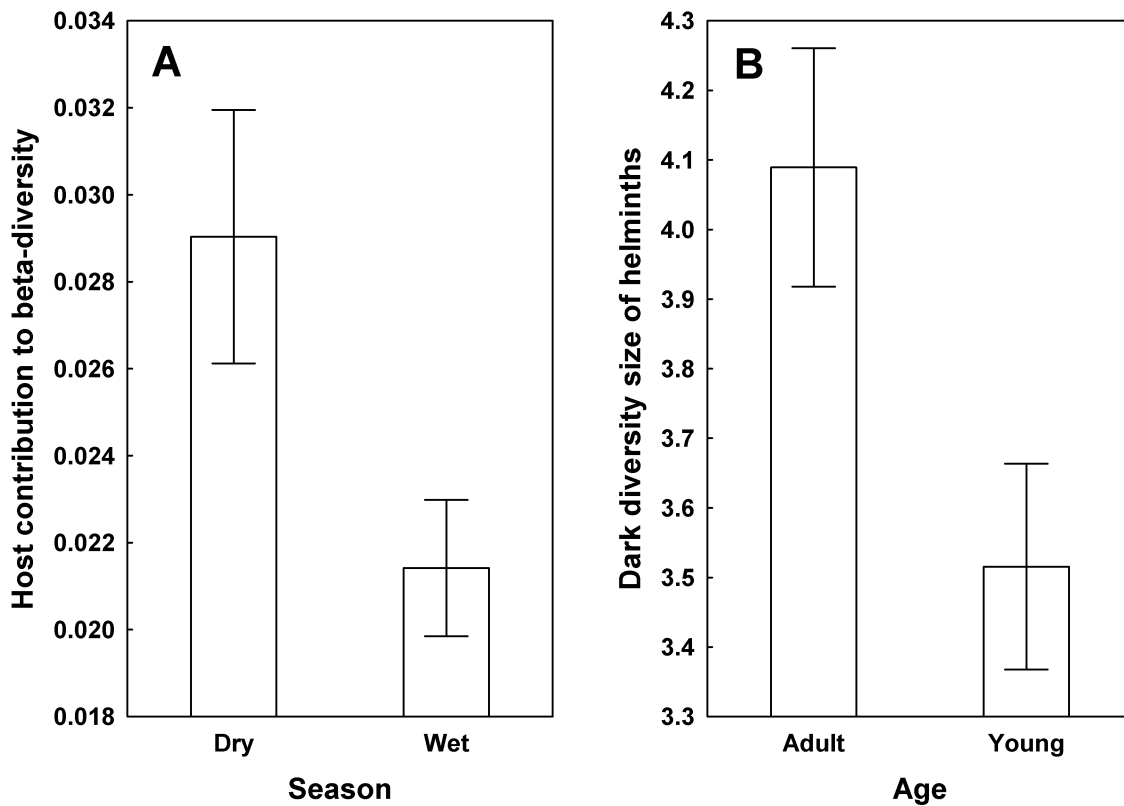 A
Host contribution to beta-diversity
0.034
0.032
0.030
0.028
0.026
0.024
0.022
0.020
0.018
Dry Wet
Season
B
Dark diversity size of helminths
4.3
4.2
4.1
4.0
3.9
3.8
3.7
3.6
3.5
3.4
3.3
Adult Young
Age